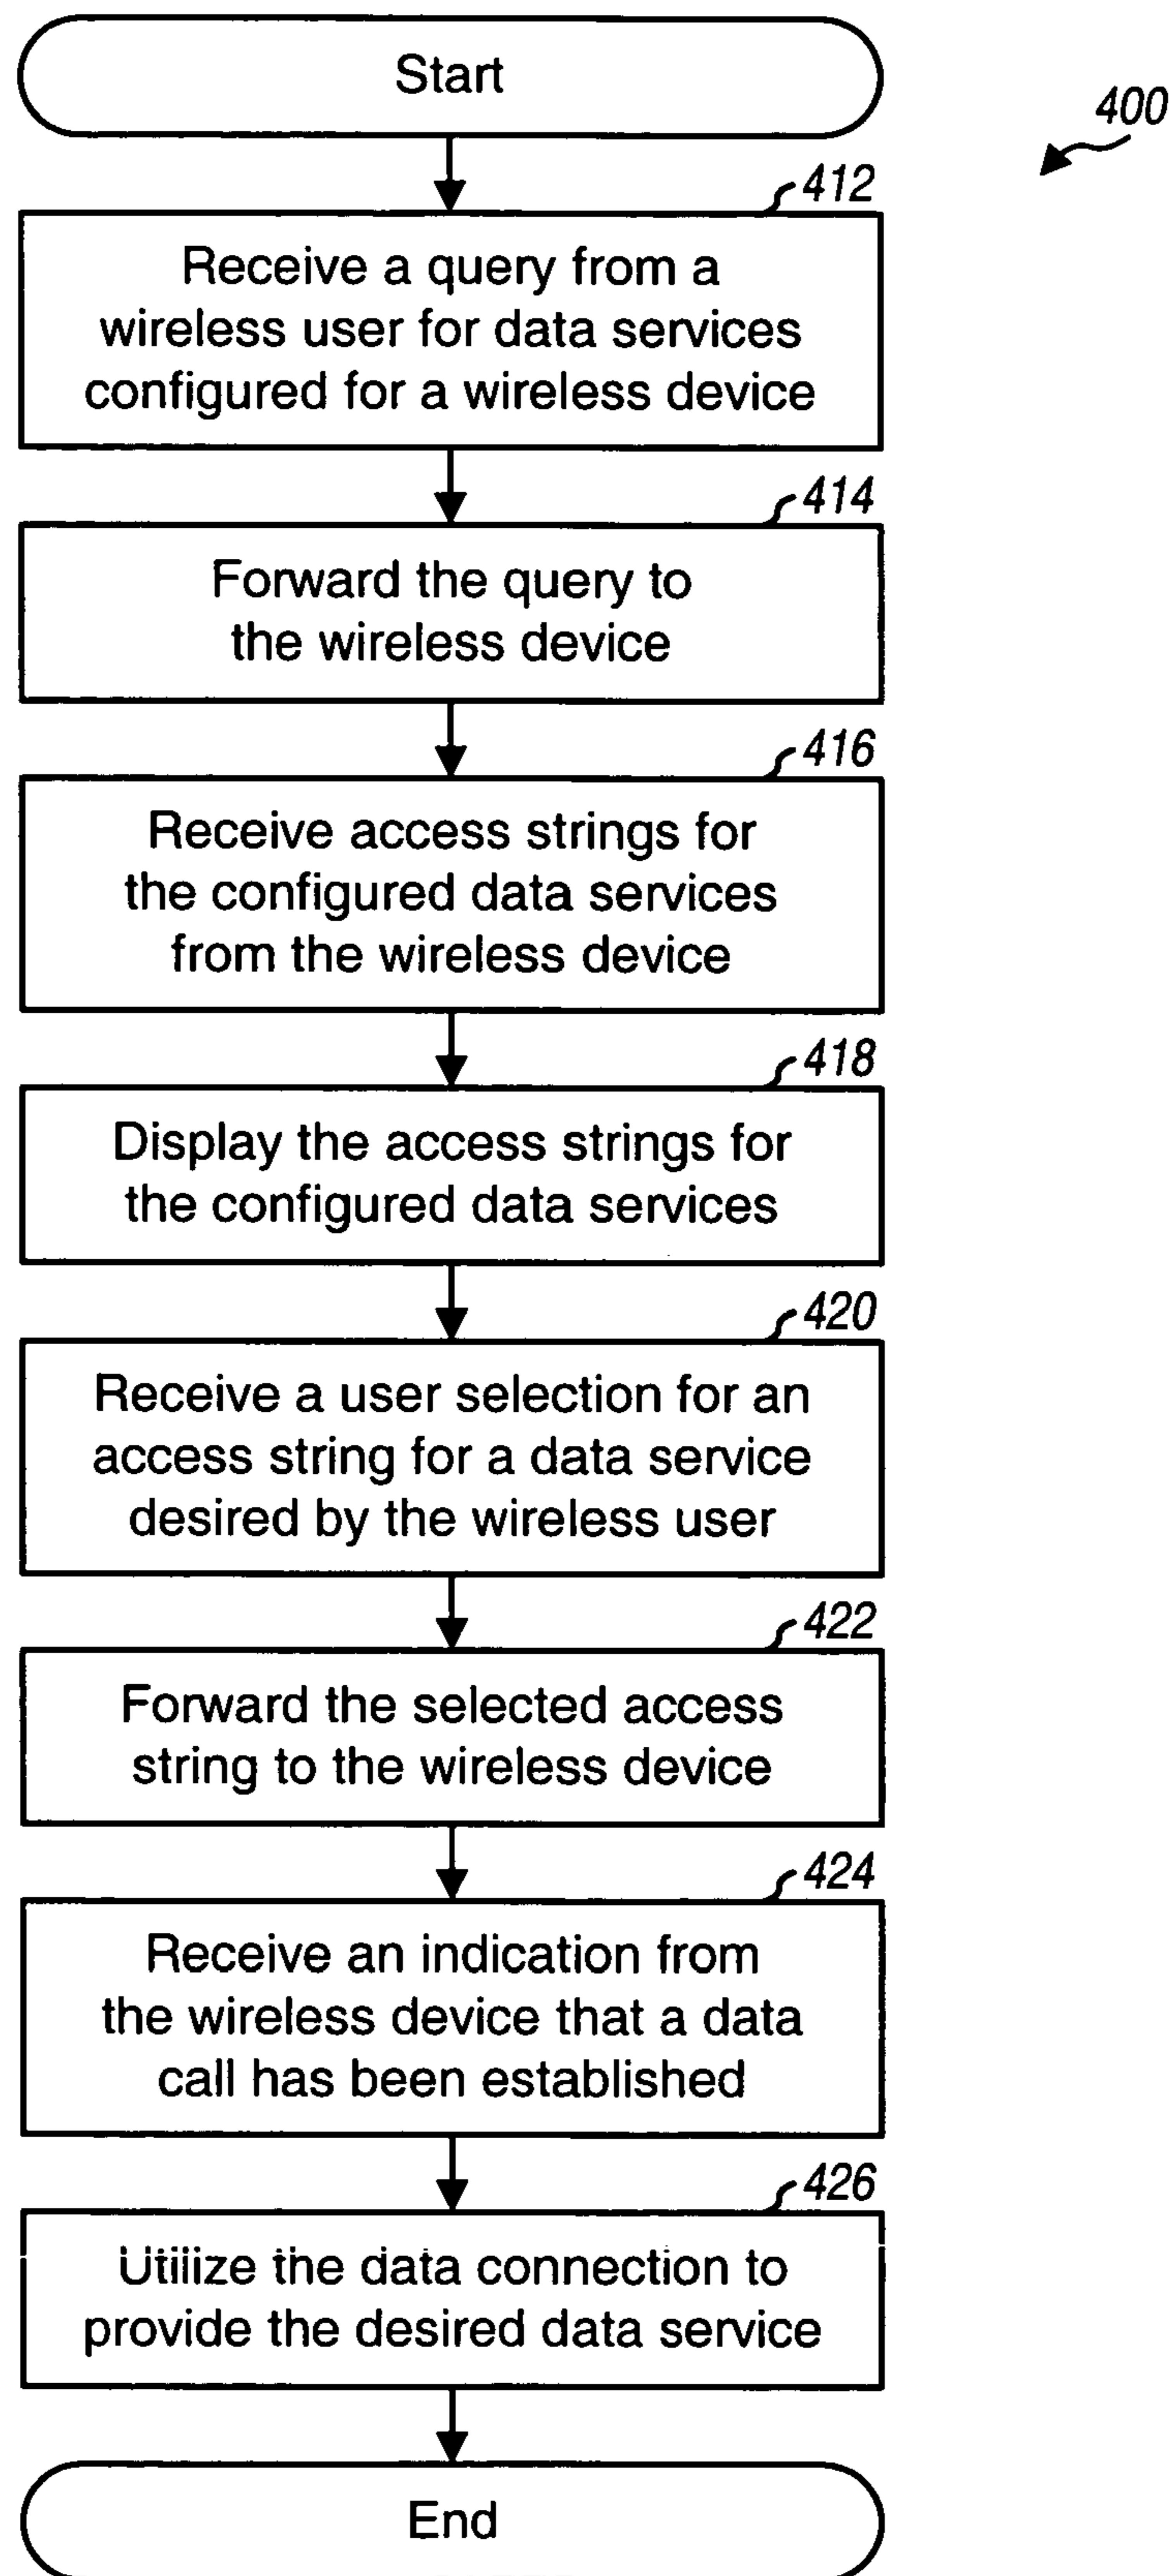 Start
400
412
Receive a query from a
wireless user for data services
configured for a wireless device
414
Forward the query to
the wireless device
416
Receive access strings for
the configured data services
from the wireless device
418
Display the access strings for
the configured data services
420
Receive a user selection for an
access string for a data service
desired by the wireless user
422
Forward the selected access
string to the wireless device
424
Receive an indication from
the wireless device that a data
call has been established
426
Utilize the data connection to
provide the desired data service
End